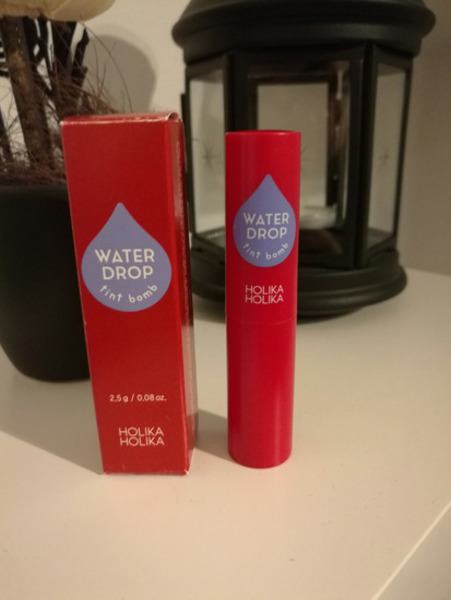 WATER
DROP
tint bomb
2,5 g / 0.08 oz.
HOLIKA
HOLIKA
WATER
DROP
tint bomb
HOLIKA
HOLIKA